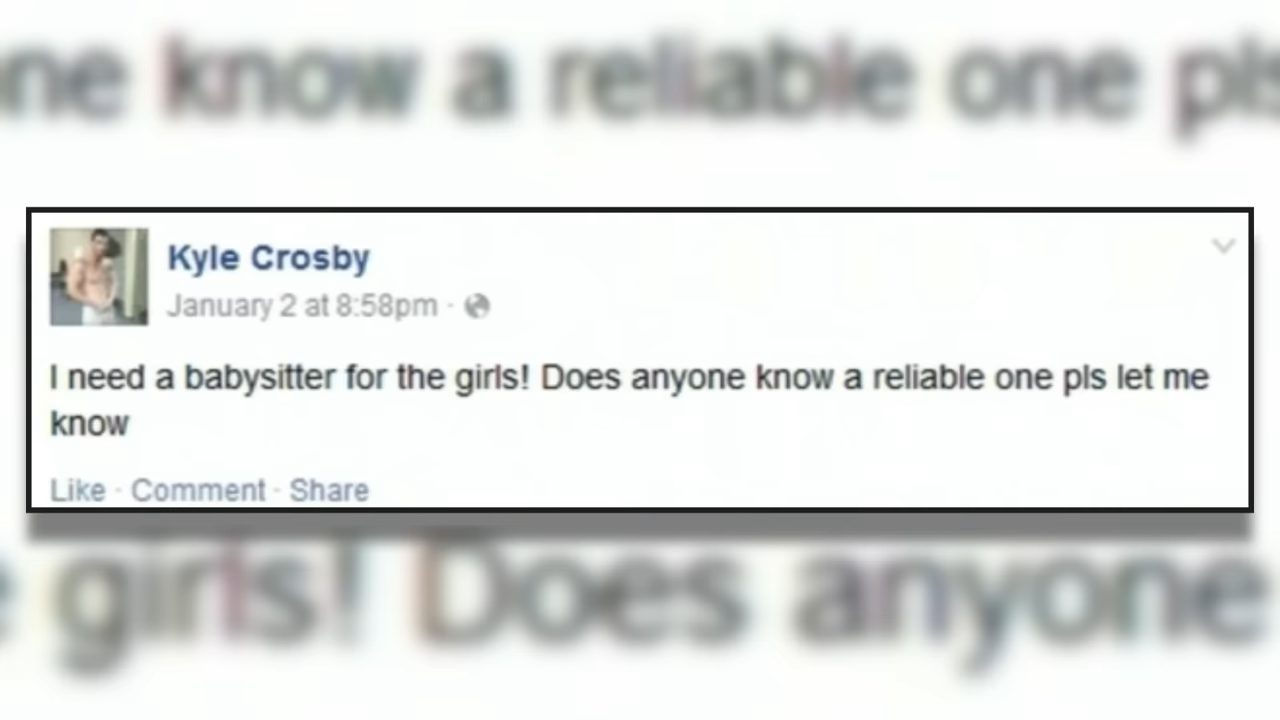 ne know a reliable one pls
Kyle Crosby
January 2 at 8:58pm ·
I need a babysitter for the girls! Does anyone know a reliable one pls let me
know
Like · Comment · Share
girls! Does anyone